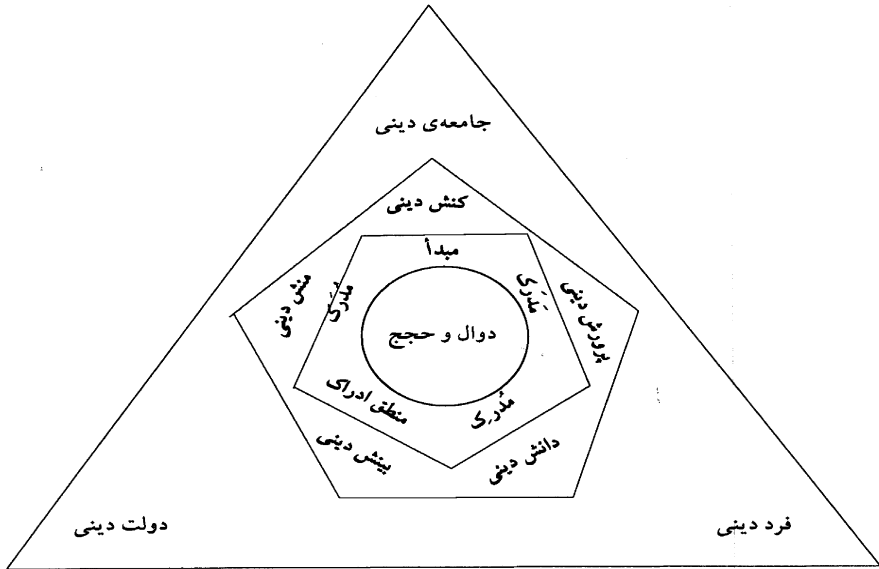 جامعه‌ی دینی
کنش دینی
مبدأ
منش دینی
مُدرَک
مَدرَک
پرورش دینی
دوال و حجج
منطق ادراک
مُدرِک
بینش دینی
دانش دینی
دولت دینی
فرد دینی